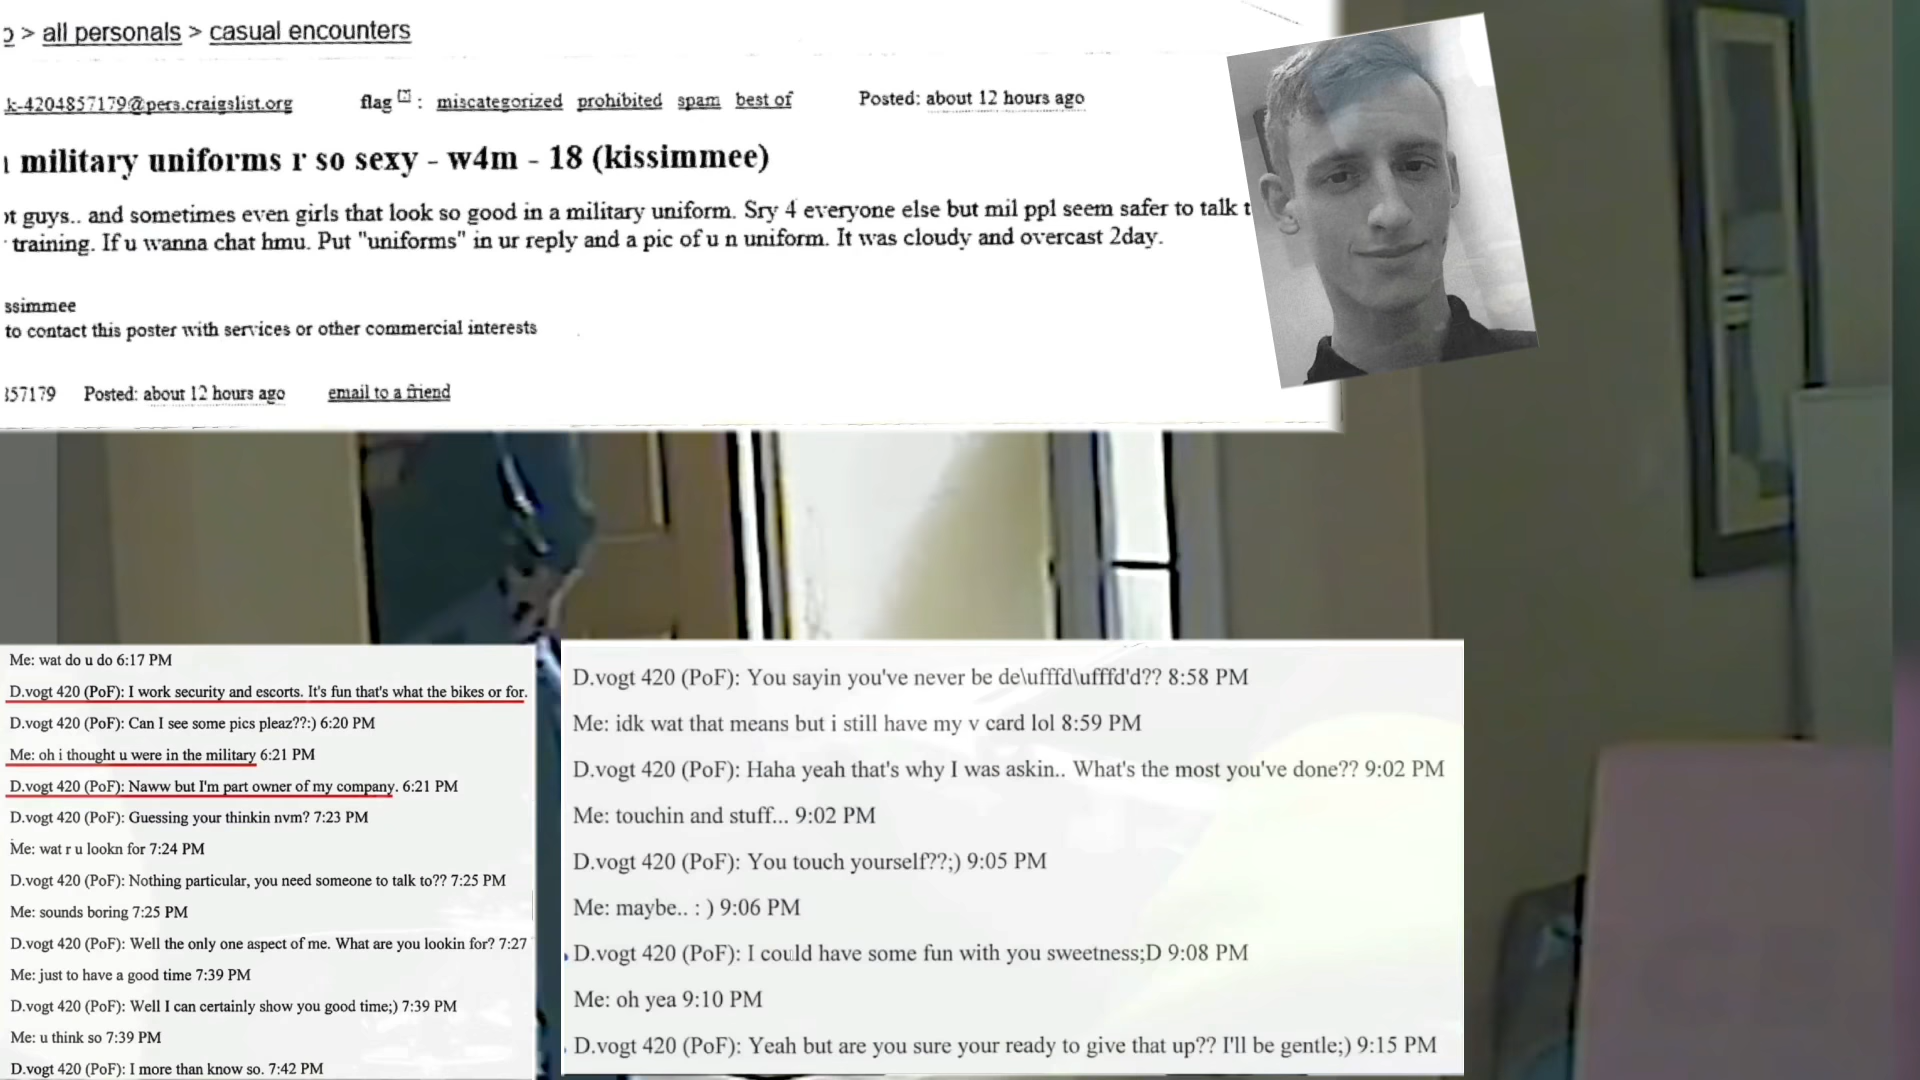 > all personals > casual encounters
k-4204857179@pers.craigslist.org flag : miscategorized prohibited spam best of Posted: about 12 hours ago
military uniforms r so sexy - w4m - 18 (kissimmee)
guys.. and sometimes even girls that look so good in a military uniform. Sry 4 everyone else but mil ppl seem safer to talk t
training. If u wanna chat hmu. Put "uniforms" in ur reply and a pic of u n uniform. It was cloudy and overcast 2day.
ssimmee
to contact this poster with services or other commercial interests
57179 Posted: about 12 hours ago email to a friend
Me: wat do u do 6:17 PM
D.vogt 420 (PoF): I work security and escorts. It's fun that's what the bikes or for.
D.vogt 420 (PoF): Can I see some pics pleaz??:) 6:20 PM
Me: oh i thought u were in the military 6:21 PM
D.vogt 420 (PoF): Naww but I'm part owner of my company. 6:21 PM
D.vogt 420 (PoF): Guessing your thinkin nvm? 7:23 PM
Me: wat r u lookn for 7:24 PM
D.vogt 420 (PoF): Nothing particular, you need someone to talk to?? 7:25 PM
Me: sounds boring 7:25 PM
D.vogt 420 (PoF): Well the only one aspect of me. What are you lookin for? 7:27
Me: just to have a good time 7:39 PM
D.vogt 420 (PoF): Well I can certainly show you good time;) 7:39 PM
Me: u think so 7:39 PM
D.vogt 420 (PoF): I more than know so. 7:42 PM
D.vogt 420 (PoF): You sayin you've never be de\ufffd\ufffd'd?? 8:58 PM
Me: idk wat that means but i still have my v card lol 8:59 PM
D.vogt 420 (PoF): Haha yeah that's why I was askin.. What's the most you've done?? 9:02 PM
Me: touchin and stuff... 9:02 PM
D.vogt 420 (PoF): You touch yourself??;) 9:05 PM
Me: maybe.. : ) 9:06 PM
D.vogt 420 (PoF): I could have some fun with you sweetness;D 9:08 PM
Me: oh yea 9:10 PM
D.vogt 420 (PoF): Yeah but are you sure your ready to give that up?? I'll be gentle;) 9:15 PM